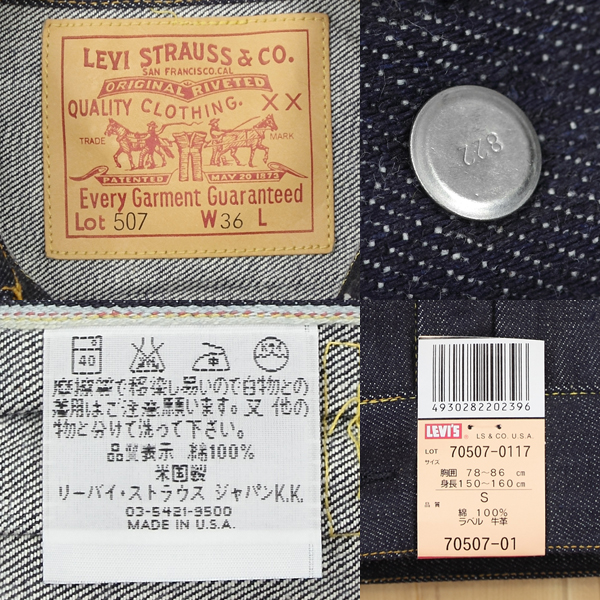 LEVI STRAUSS & CO.
SAN FRANCISCO.CAL
ORIGINAL RIVETED
QUALITY CLOTHING. XX
TRADE MARK
PATENTED MAY 20 1873
Every Garment Guaranteed
Lot 507 W 36 L
822
40
摩擦等で移染し易いので白物との
着用はご注意願います。又 他の
物と分けて洗って下さい。
品質表示 綿100%
米国製
リーバイ・ストラウス ジャパンK.K.
03-5421-9500
MADE IN U.S.A.
4930282202396
LEVI'S LS & CO. U.S.A.
LOT 70507-0117
サイズ
胸囲 78〜86 cm
身長 150〜160 cm
S
品質
綿 100%
ラベル 牛革
70507-01